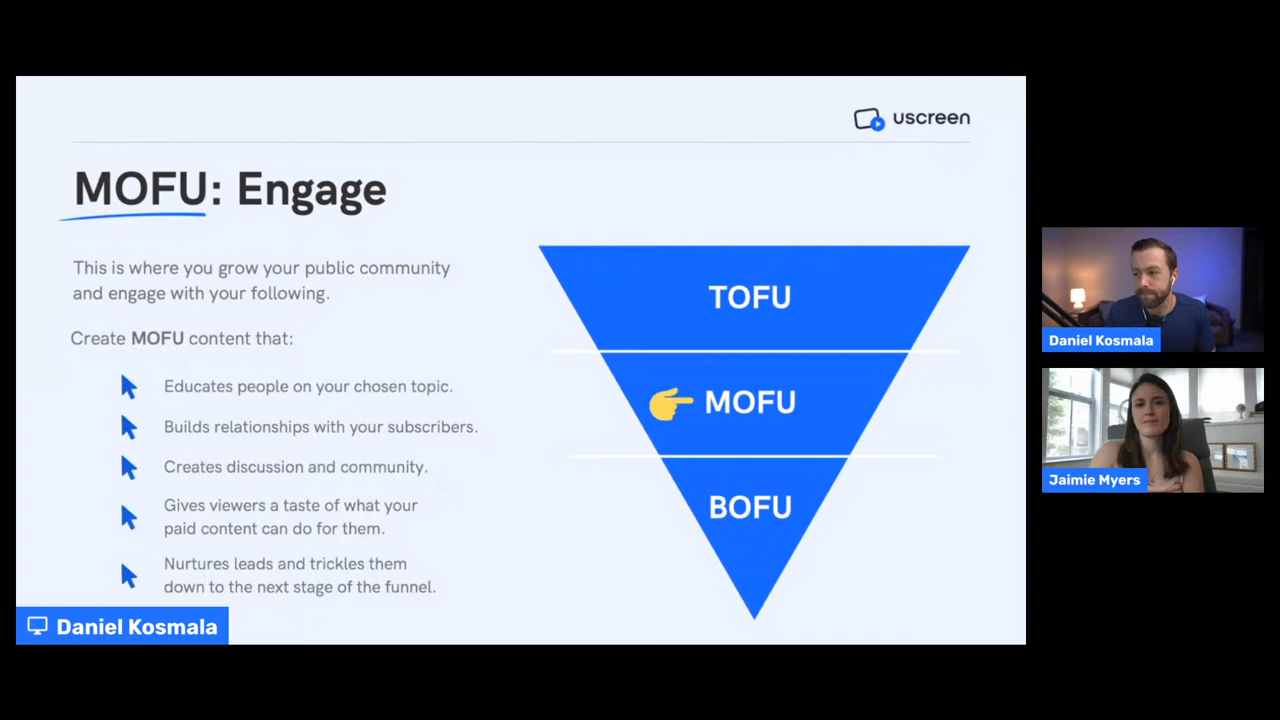 uscreen
MOFU: Engage
This is where you grow your public community
and engage with your following.
Create MOFU content that:
Educates people on your chosen topic.
Builds relationships with your subscribers.
Creates discussion and community.
Gives viewers a taste of what your
paid content can do for them.
Nurtures leads and trickles them
down to the next stage of the funnel.
TOFU
MOFU
BOFU
Daniel Kosmala
Daniel Kosmala
Jaimie Myers